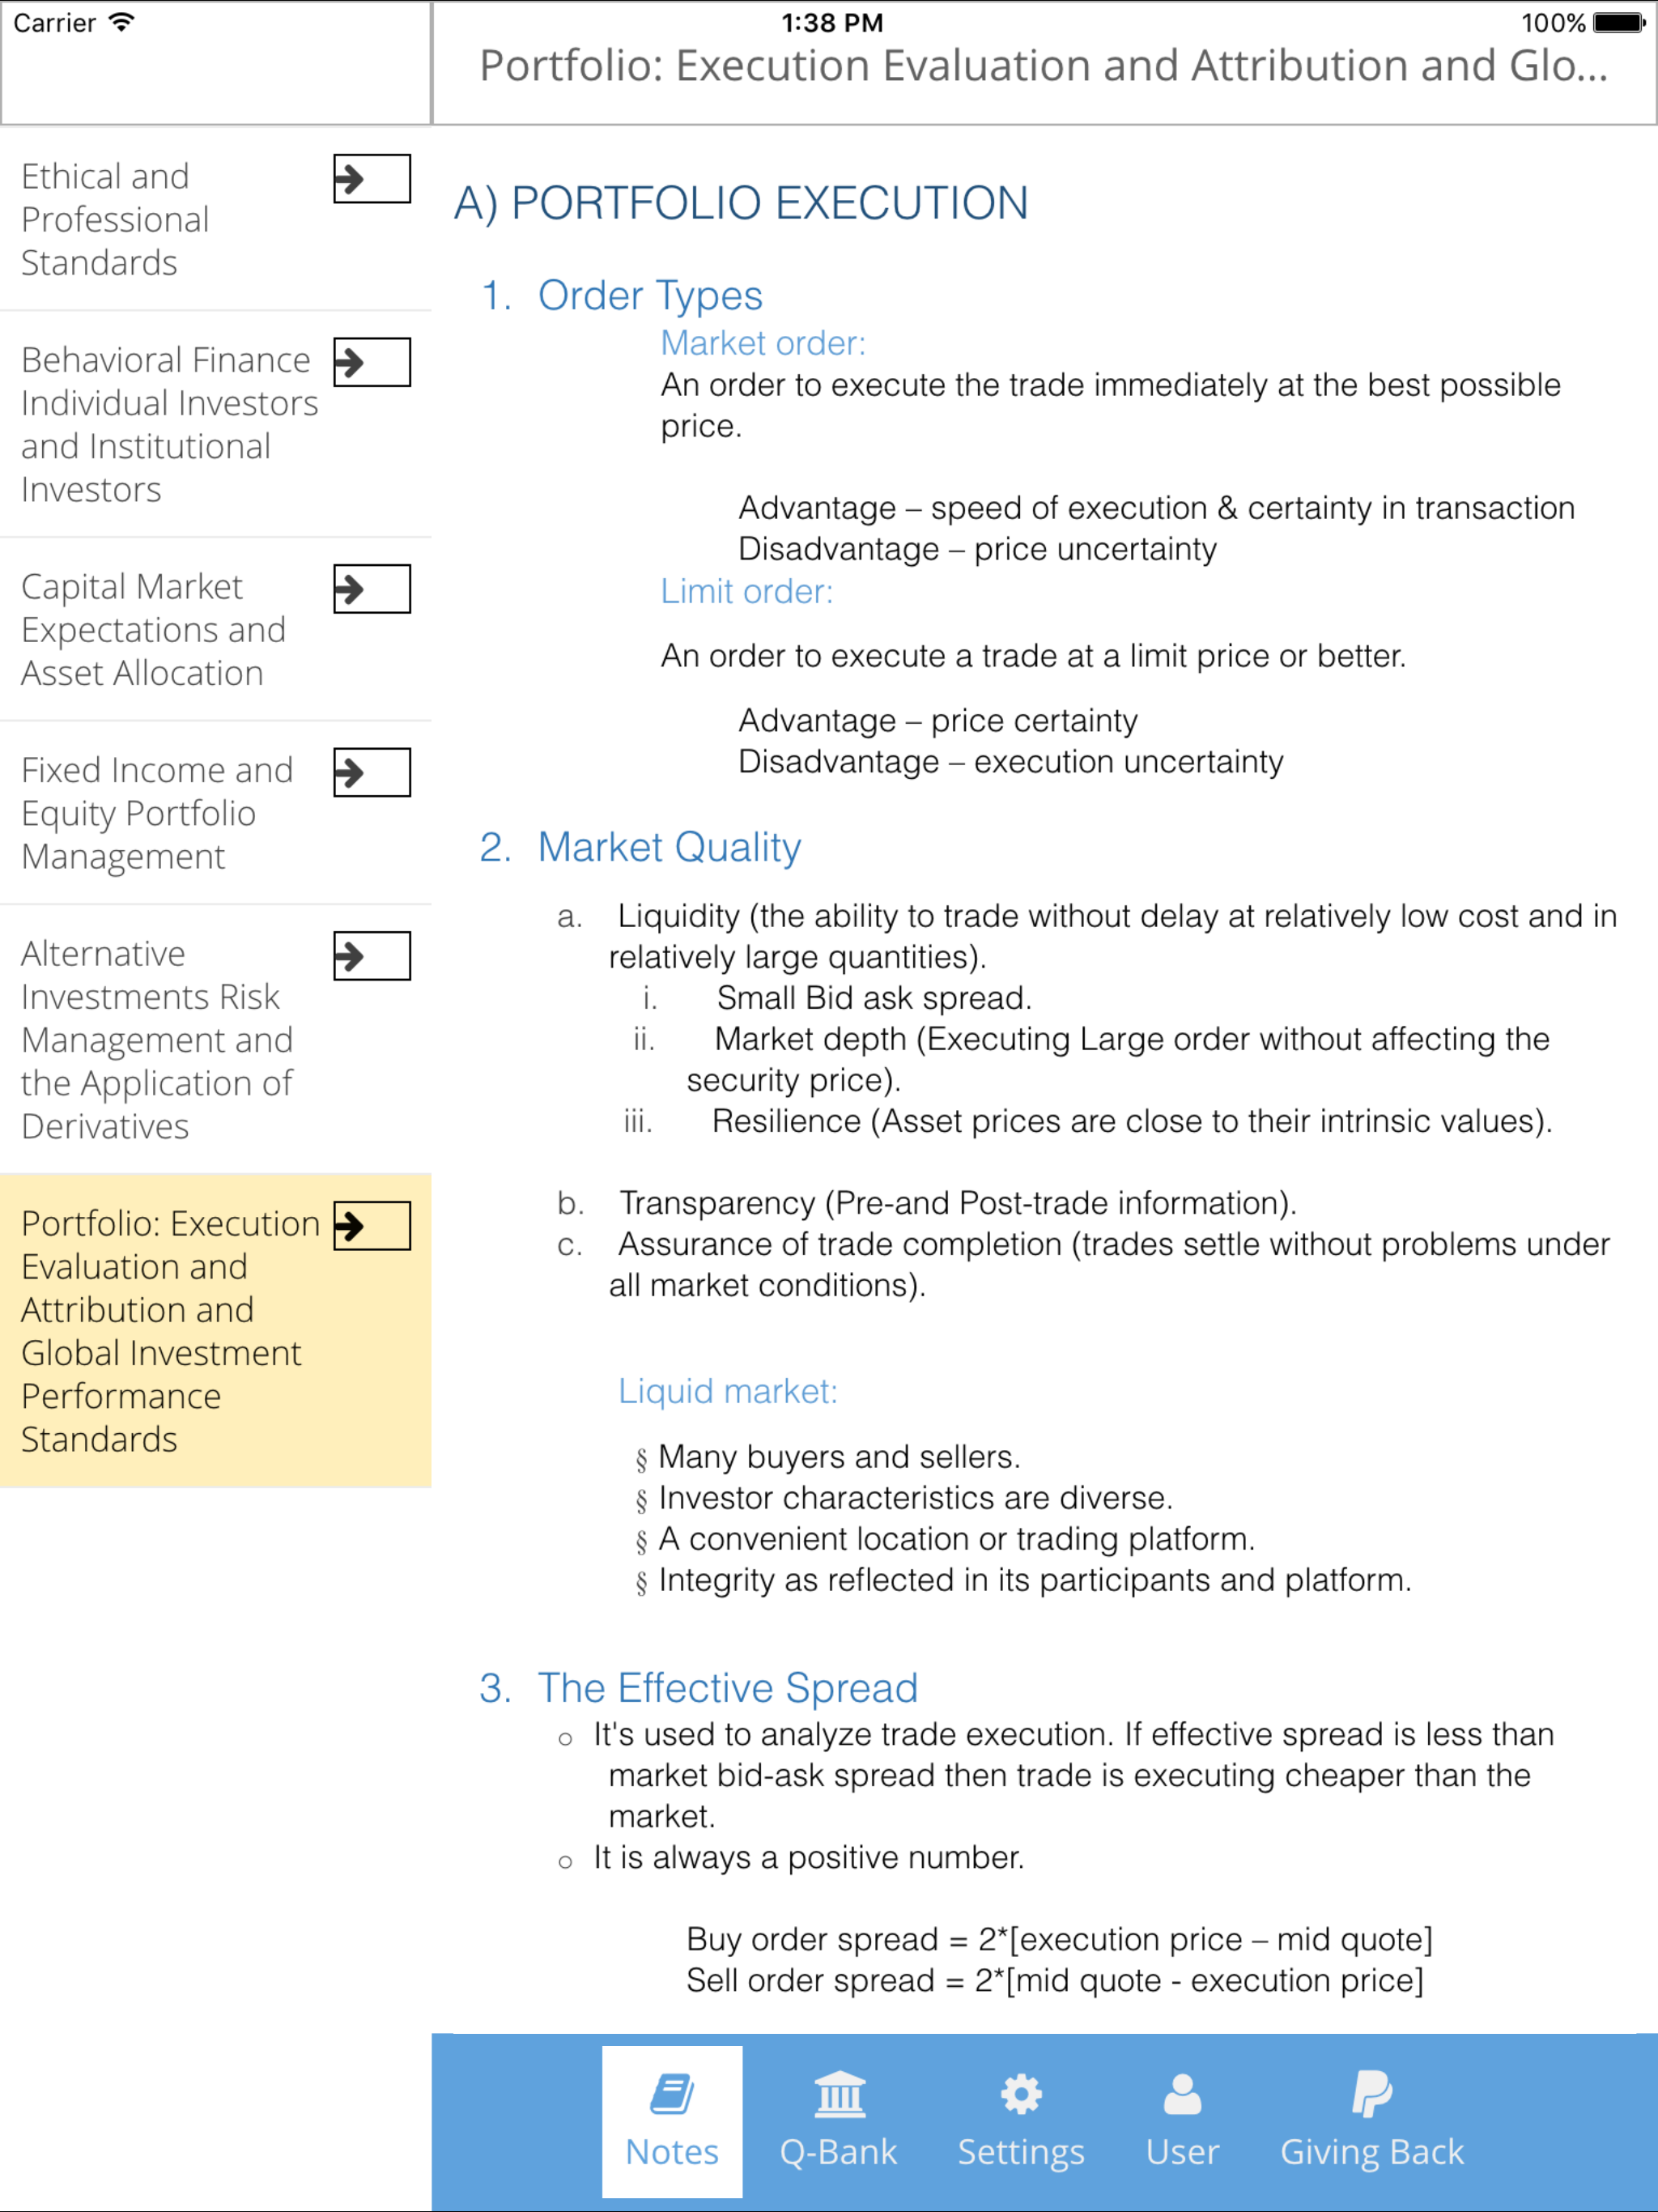 Carrier
1:38 PM
100%
Portfolio: Execution Evaluation and Attribution and Glo...
Ethical and
Professional
Standards
Behavioral Finance
Individual Investors
and Institutional
Investors
Capital Market
Expectations and
Asset Allocation
Fixed Income and
Equity Portfolio
Management
Alternative
Investments Risk
Management and
the Application of
Derivatives
Portfolio: Execution
Evaluation and
Attribution and
Global Investment
Performance
Standards
A) PORTFOLIO EXECUTION
1. Order Types
Market order:
An order to execute the trade immediately at the best possible
price.
Advantage – speed of execution & certainty in transaction
Disadvantage – price uncertainty
Limit order:
An order to execute a trade at a limit price or better.
Advantage – price certainty
Disadvantage – execution uncertainty
2. Market Quality
a. Liquidity (the ability to trade without delay at relatively low cost and in
relatively large quantities).
i. Small Bid ask spread.
ii. Market depth (Executing Large order without affecting the
security price).
iii. Resilience (Asset prices are close to their intrinsic values).
b. Transparency (Pre-and Post-trade information).
c. Assurance of trade completion (trades settle without problems under
all market conditions).
Liquid market:
§ Many buyers and sellers.
§ Investor characteristics are diverse.
§ A convenient location or trading platform.
§ Integrity as reflected in its participants and platform.
3. The Effective Spread
o It's used to analyze trade execution. If effective spread is less than
market bid-ask spread then trade is executing cheaper than the
market.
o It is always a positive number.
Buy order spread = 2*[execution price – mid quote]
Sell order spread = 2*[mid quote - execution price]
Notes
Q-Bank
Settings
User
Giving Back